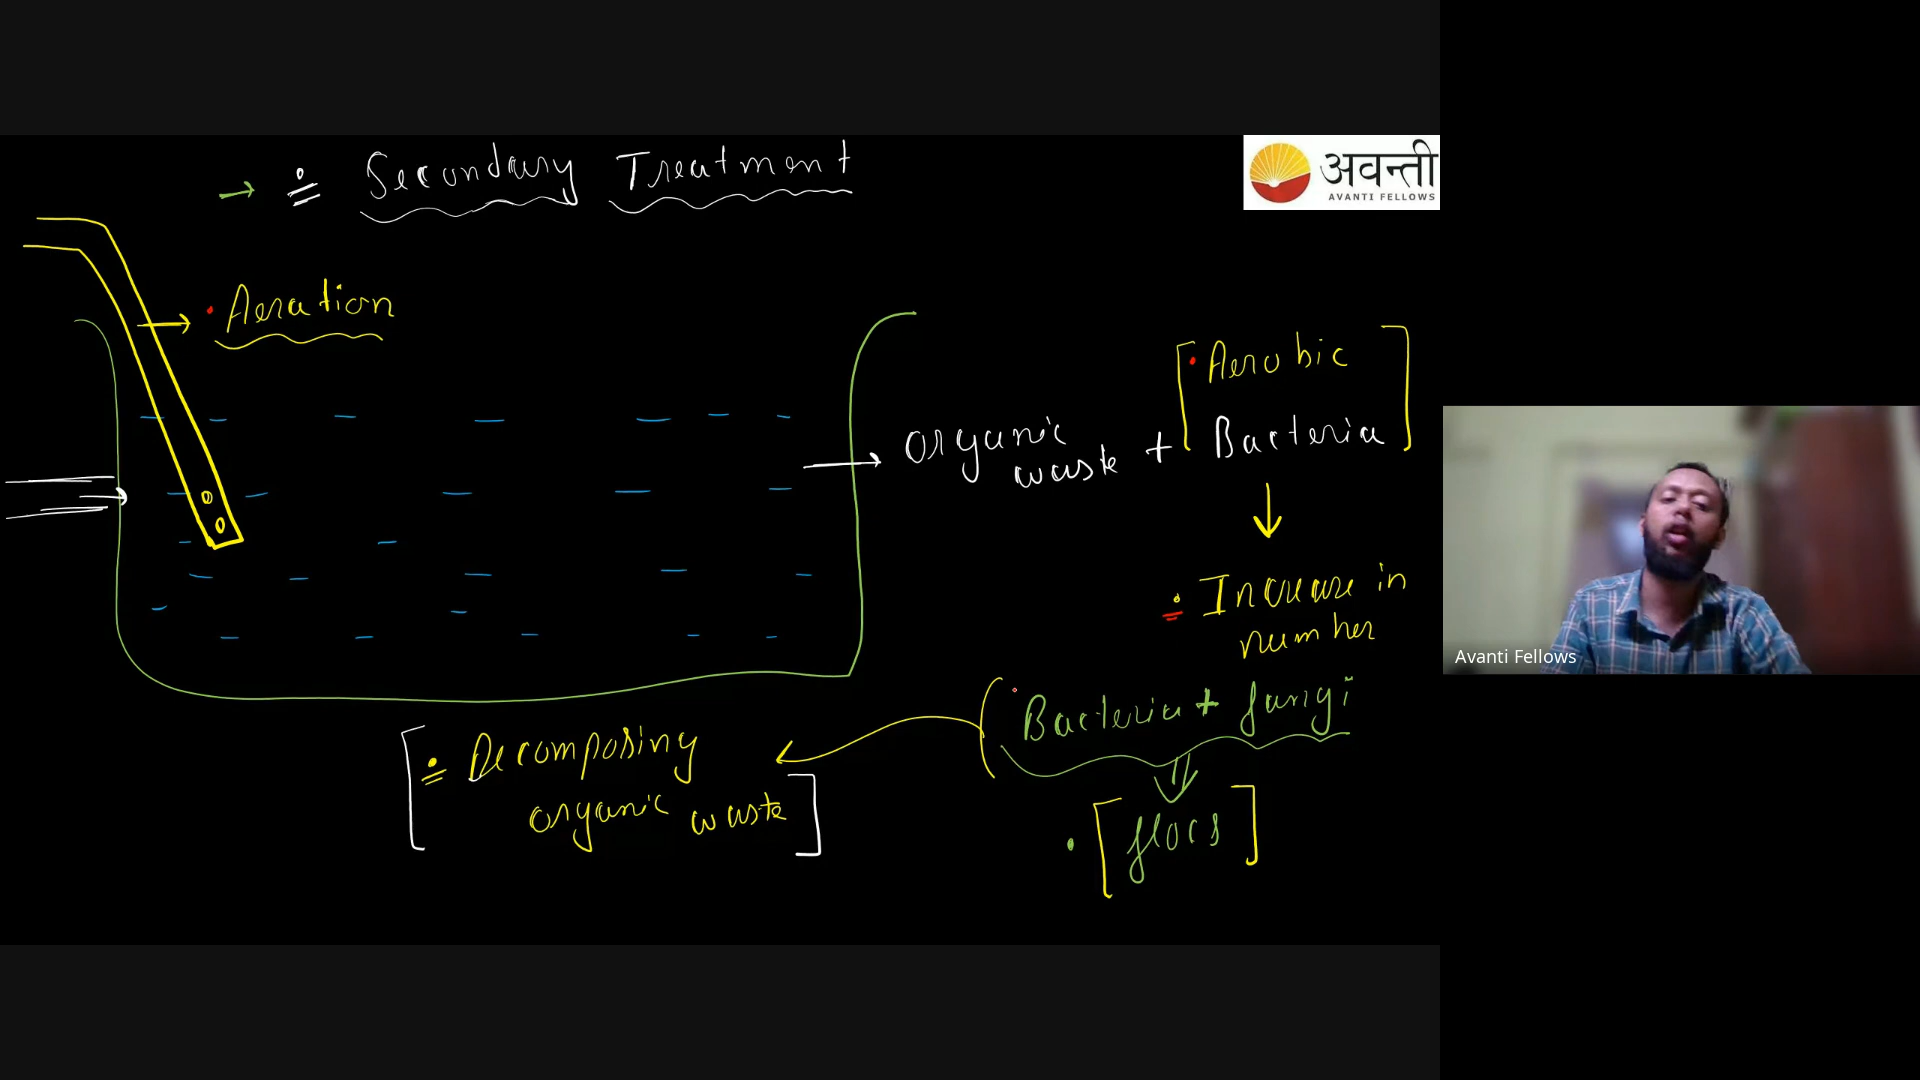 Secondary Treatment
अवन्ती
AVANTI FELLOWS
Aeration
Aerobic
organic
waste + Bacteria
Increase in
number
Bacteria + fungi
Decomposing
organic waste
flocs
Avanti Fellows